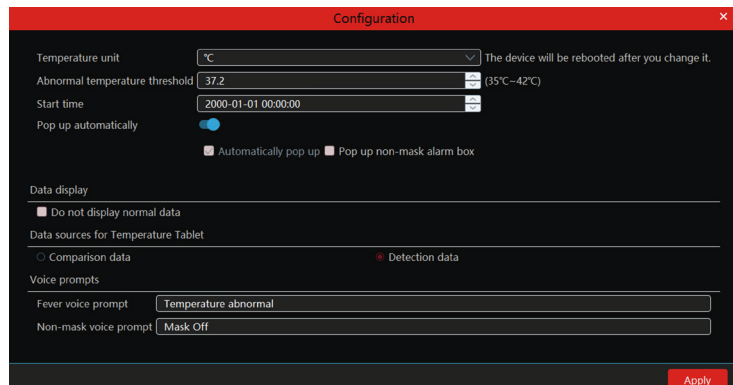 Configuration
Temperature unit ℃ The device will be rebooted after you change it.
Abnormal temperature threshold 37.2 (35℃~42℃)
Start time 2000-01-01 00:00:00
Pop up automatically
Automatically pop up Pop up non-mask alarm box
Data display
Do not display normal data
Data sources for Temperature Tablet
Comparison data Detection data
Voice prompts
Fever voice prompt Temperature abnormal
Non-mask voice prompt Mask Off
Apply